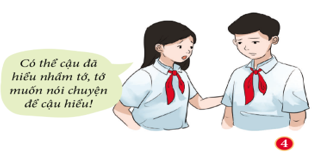 Có thể cậu đã
hiểu nhầm tớ, tớ
muốn nói chuyện
để cậu hiểu!
4